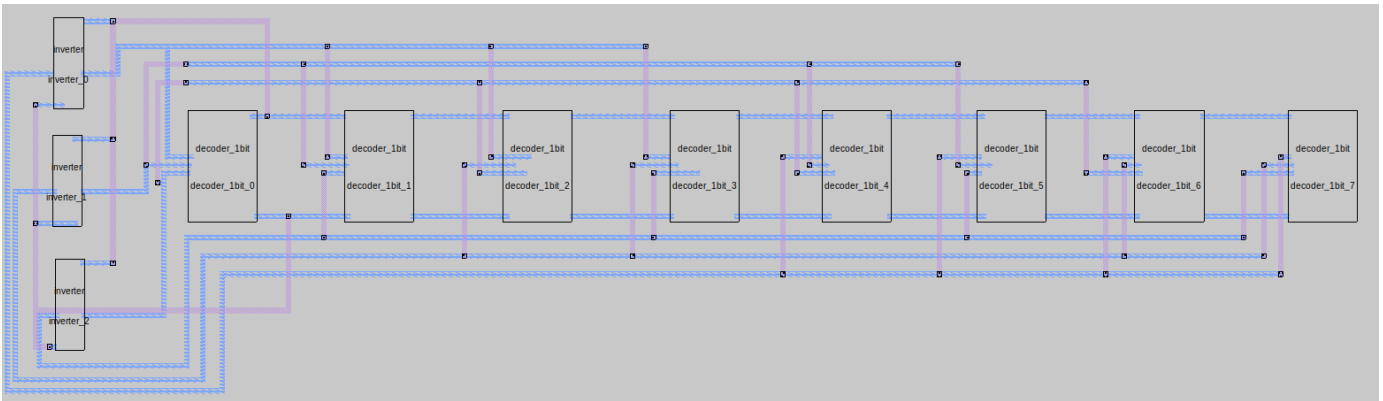 inverter
inverter_0
inverter
inverter_1
inverter
inverter_2
decoder_1bit
decoder_1bit_0
decoder_1bit
decoder_1bit_1
decoder_1bit
decoder_1bit_2
decoder_1bit
decoder_1bit_3
decoder_1bit
decoder_1bit_4
decoder_1bit
decoder_1bit_5
decoder_1bit
decoder_1bit_6
decoder_1bit
decoder_1bit_7